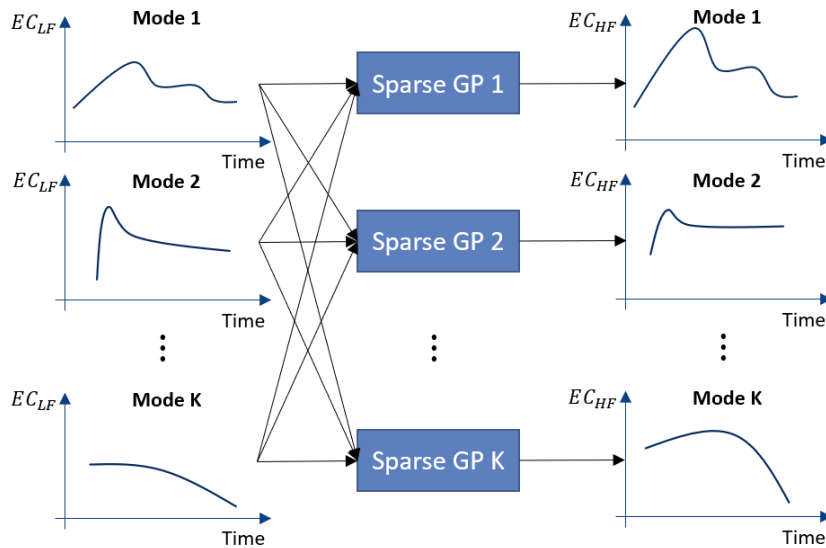 Mode 1
EC_LF
Time
Mode 2
EC_LF
Time
⋮
Mode K
EC_LF
Time
Sparse GP 1
Sparse GP 2
⋮
Sparse GP K
Mode 1
EC_HF
Time
Mode 2
EC_HF
Time
⋮
Mode K
EC_HF
Time